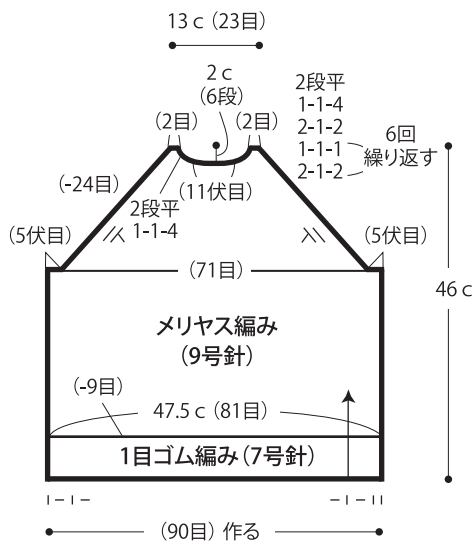 13 c (23目)
2 c
(6段)
(2目)
(2目)
2段平
1-1-4
2-1-2
1-1-1
2-1-2
6回
繰り返す
(-24目)
(11伏目)
2段平
1-1-4
(5伏目)
(5伏目)
(71目)
46 c
メリヤス編み
(9号針)
(-9目)
47.5 c (81目)
1目ゴム編み(7号針)
(90目) 作る